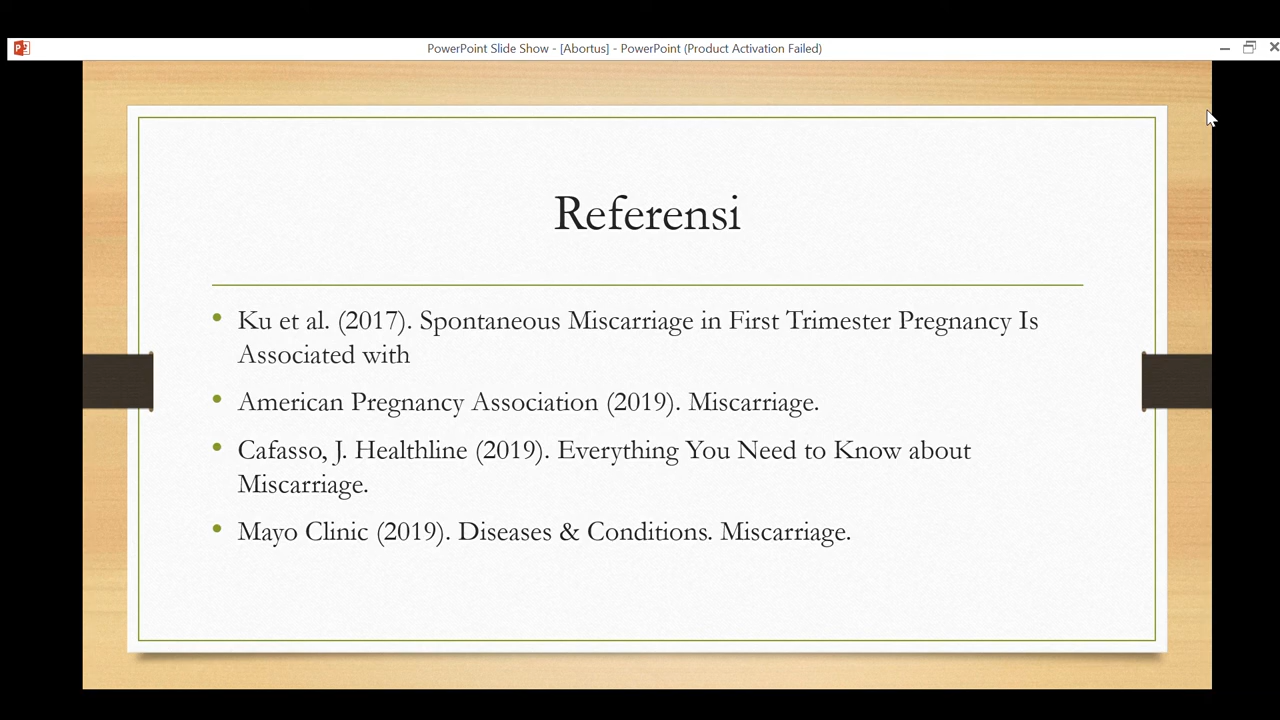 PowerPoint Slide Show - [Abortus] - PowerPoint (Product Activation Failed)
Referensi
• Ku et al. (2017). Spontaneous Miscarriage in First Trimester Pregnancy Is
Associated with
• American Pregnancy Association (2019). Miscarriage.
• Cafasso, J. Healthline (2019). Everything You Need to Know about
Miscarriage.
• Mayo Clinic (2019). Diseases & Conditions. Miscarriage.